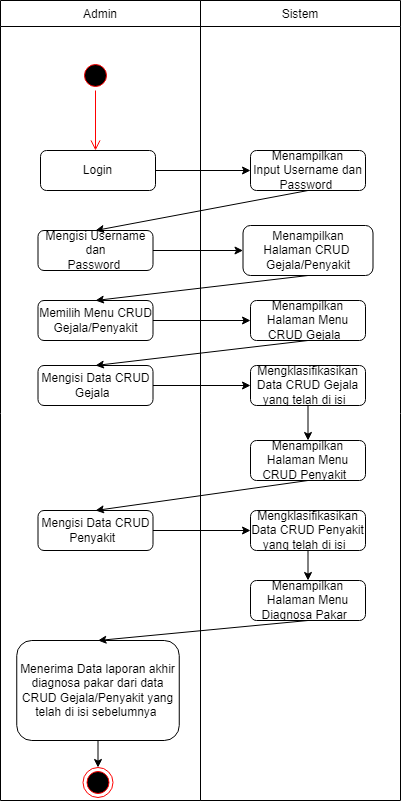 Admin
Sistem
Login
Menampilkan
Input Username dan
Password
Mengisi Username
dan
Password
Menampilkan
Halaman CRUD
Gejala/Penyakit
Memilih Menu CRUD
Gejala/Penyakit
Menampilkan
Halaman Menu
CRUD Gejala
Mengisi Data CRUD
Gejala
Mengklasifikasikan
Data CRUD Gejala
yang telah di isi
Menampilkan
Halaman Menu
CRUD Penyakit
Mengisi Data CRUD
Penyakit
Mengklasifikasikan
Data CRUD Penyakit
yang telah di isi
Menampilkan
Halaman Menu
Diagnosa Pakar
Menerima Data laporan akhir
diagnosa pakar dari data
CRUD Gejala/Penyakit yang
telah di isi sebelumnya